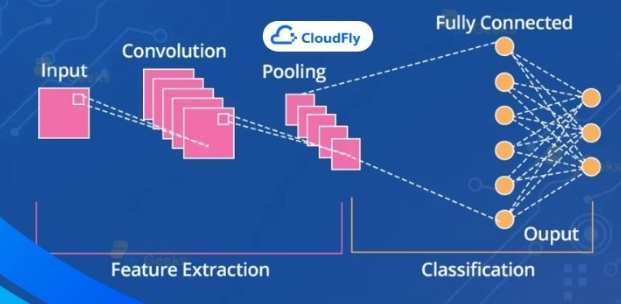 CloudFly
Fully Connected
Convolution
Input
Pooling
Ouput
Feature Extraction
Classification